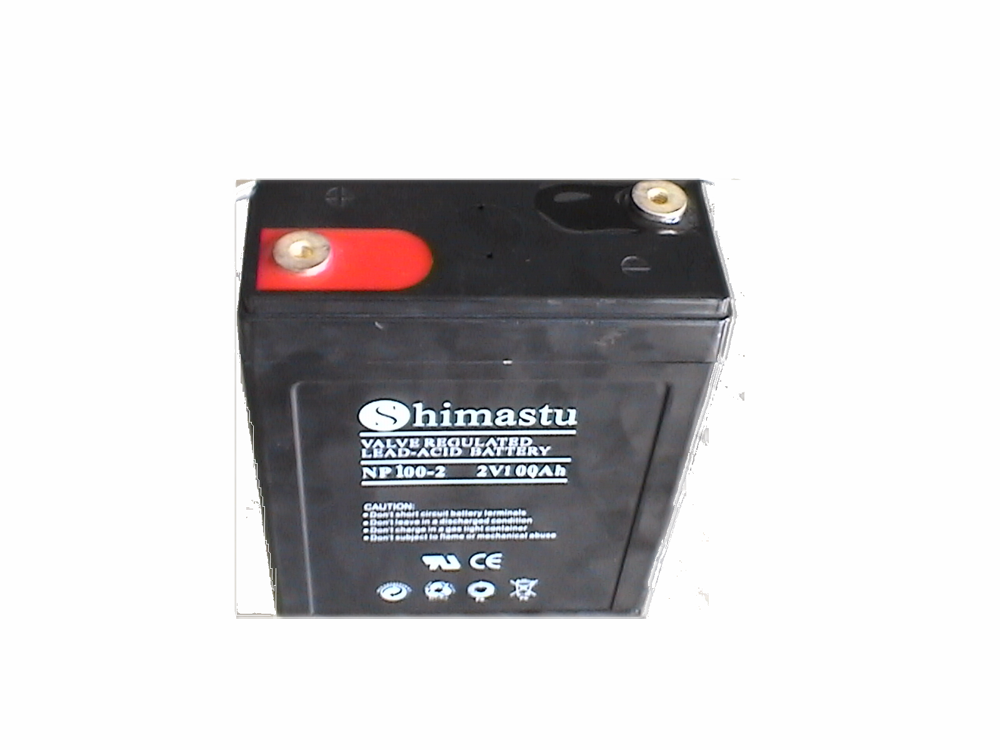 Shimastu
VALVE REGULATED
LEAD-ACID BATTERY
NP100-2 2V100Ah
CAUTION:
● Don't short circuit battery terminals
● Don't leave in a discharged condition
● Don't charge in a gas tight container
● Don't subject to flame or mechanical abuse
CE